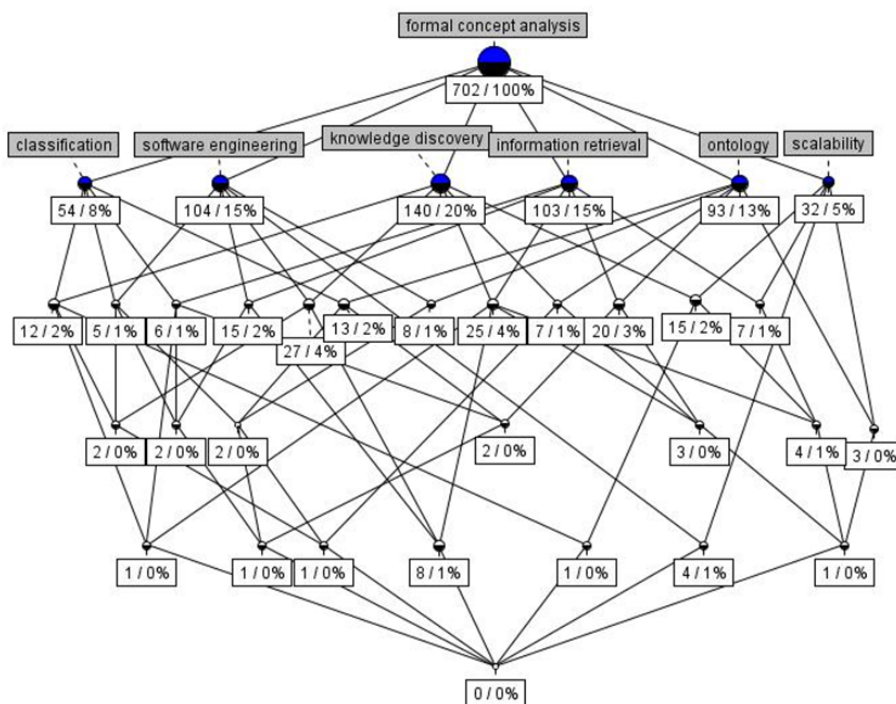 formal concept analysis
702 / 100%
classification
software engineering
knowledge discovery
information retrieval
ontology
scalability
54 / 8%
104 / 15%
140 / 20%
103 / 15%
93 / 13%
32 / 5%
12 / 2%
5 / 1%
6 / 1%
15 / 2%
27 / 4%
13 / 2%
8 / 1%
25 / 4%
7 / 1%
20 / 3%
15 / 2%
7 / 1%
2 / 0%
2 / 0%
2 / 0%
2 / 0%
3 / 0%
4 / 1%
3 / 0%
1 / 0%
1 / 0%
1 / 0%
8 / 1%
1 / 0%
4 / 1%
1 / 0%
0 / 0%